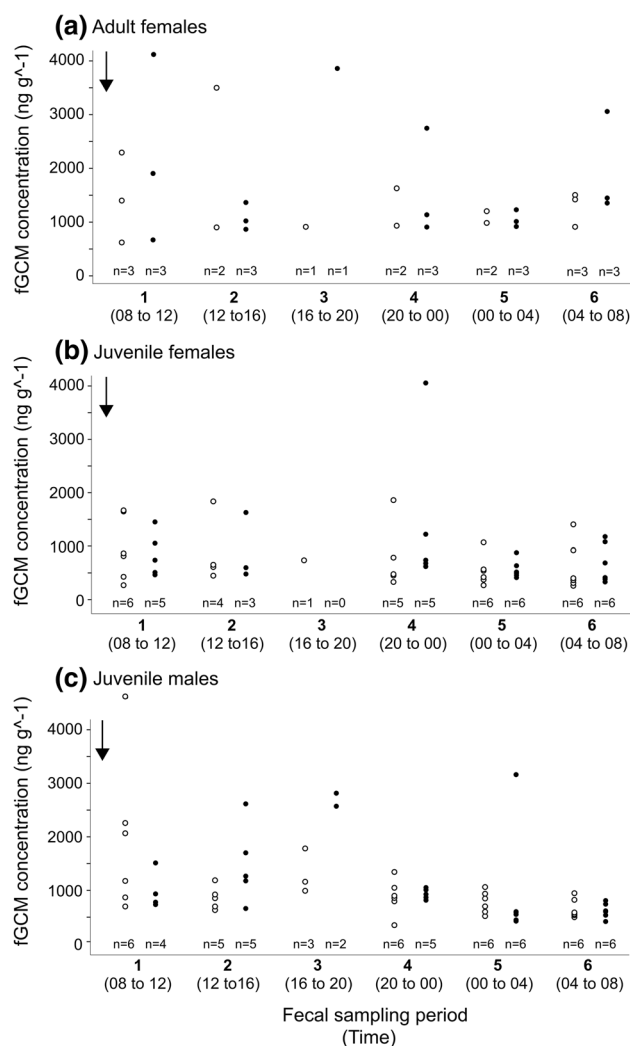 (a) Adult females
fGCM concentration (ng g^-1)
4000
3000
2000
1000
0
n=3 n=3 n=2 n=3 n=1 n=1 n=2 n=3 n=2 n=3 n=3 n=3
1 2 3 4 5 6
(08 to 12) (12 to16) (16 to 20) (20 to 00) (00 to 04) (04 to 08)
(b) Juvenile females
fGCM concentration (ng g^-1)
4000
3000
2000
1000
0
n=6 n=5 n=4 n=3 n=1 n=0 n=5 n=5 n=6 n=6 n=6 n=6
1 2 3 4 5 6
(08 to 12) (12 to16) (16 to 20) (20 to 00) (00 to 04) (04 to 08)
(c) Juvenile males
fGCM concentration (ng g^-1)
4000
3000
2000
1000
0
n=6 n=4 n=5 n=5 n=3 n=2 n=6 n=5 n=6 n=6 n=6 n=6
1 2 3 4 5 6
(08 to 12) (12 to16) (16 to 20) (20 to 00) (00 to 04) (04 to 08)
Fecal sampling period
(Time)